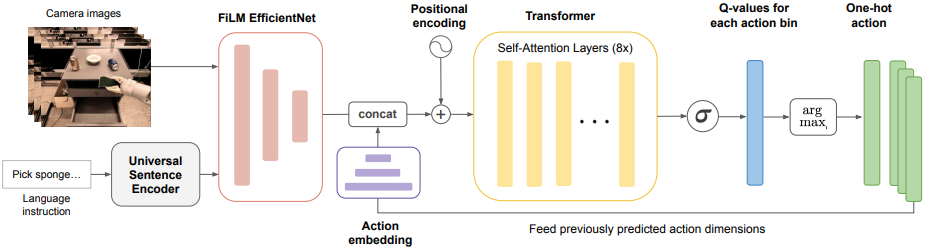 Camera images
FiLM EfficientNet
Positional
encoding
Transformer
Q-values for
each action bin
One-hot
action
Self-Attention Layers (8x)
concat
+
• • •
σ
arg
max,
Pick sponge…
Language
instruction
Universal
Sentence
Encoder
Action
embedding
Feed previously predicted action dimensions